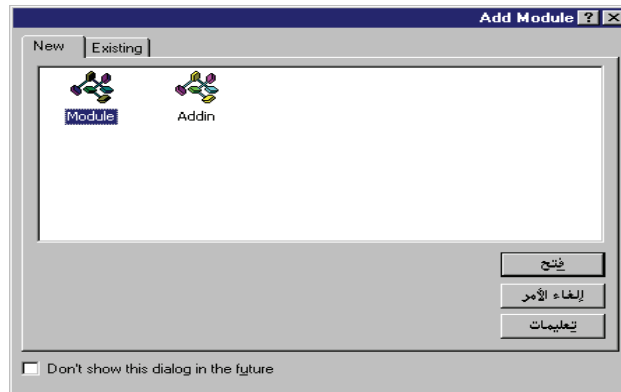 Add Module
New Existing
Module Addin
فتح
إلغاء الأمر
تعليمات
Don't show this dialog in the future